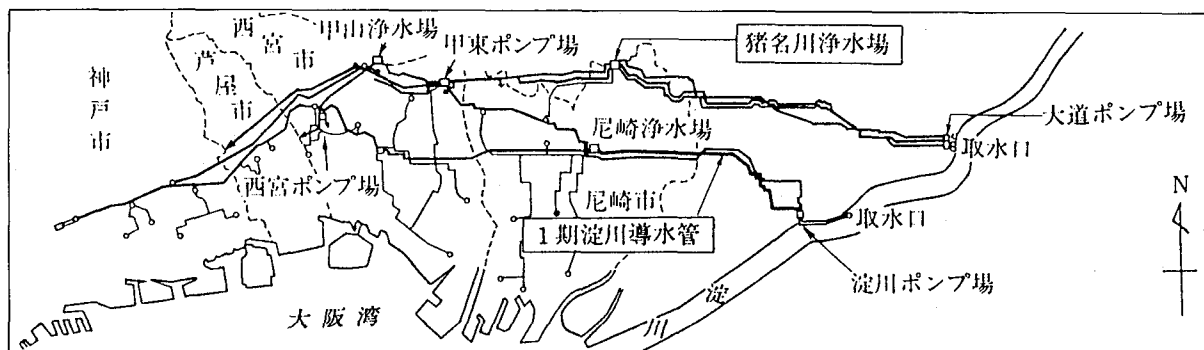 神戸市
芦屋市
西宮市
甲山浄水場
甲東ポンプ場
猪名川浄水場
大道ポンプ場
取水口
尼崎浄水場
西宮ポンプ場
尼崎市
1期淀川導水管
取水口
淀川ポンプ場
淀川
大阪湾
N